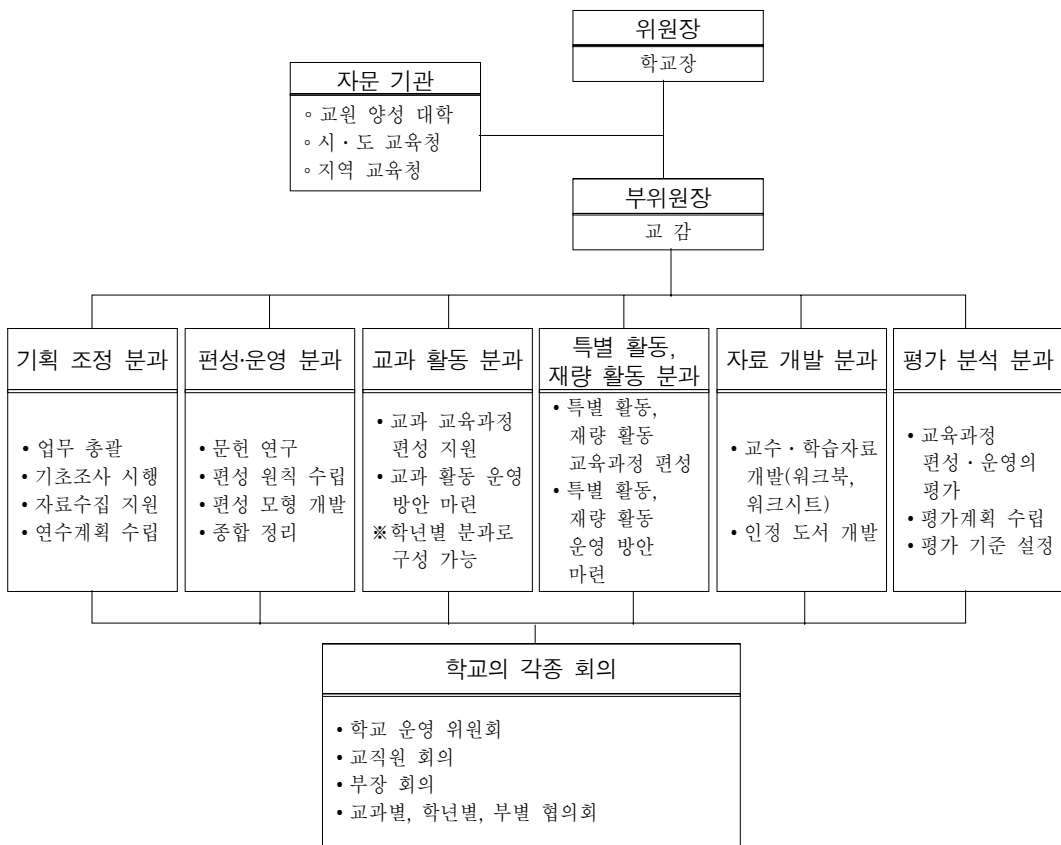 위원장
학교장
자문 기관
◦ 교원 양성 대학
◦ 시·도 교육청
◦ 지역 교육청
부위원장
교 감
기획 조정 분과
• 업무 총괄
• 기초조사 시행
• 자료수집 지원
• 연수계획 수립
편성·운영 분과
• 문헌 연구
• 편성 원칙 수립
• 편성 모형 개발
• 종합 정리
교과 활동 분과
• 교과 교육과정
편성 지원
• 교과 활동 운영
방안 마련
※학년별 분과로
구성 가능
특별 활동,
재량 활동 분과
• 특별 활동,
재량 활동
교육과정 편성
• 특별 활동,
재량 활동
운영 방안
마련
자료 개발 분과
• 교수·학습자료
개발(워크북,
워크시트)
• 인정 도서 개발
평가 분석 분과
• 교육과정
편성·운영의
평가
• 평가계획 수립
• 평가 기준 설정
학교의 각종 회의
• 학교 운영 위원회
• 교직원 회의
• 부장 회의
• 교과별, 학년별, 부별 협의회